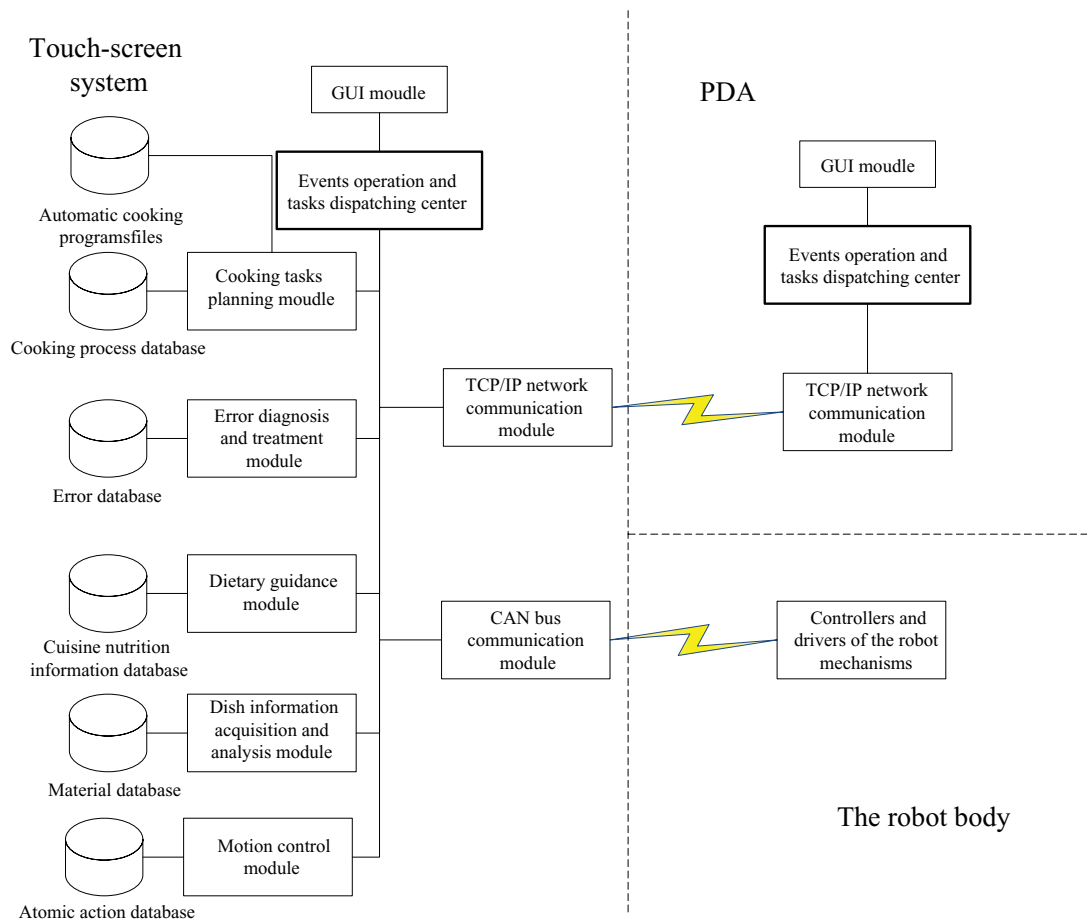 Touch-screen
system
GUI moudle
Events operation and
tasks dispatching center
Automatic cooking
programsfiles
Cooking tasks
planning moudle
Cooking process database
Error diagnosis
and treatment
module
Error database
Dietary guidance
module
Cuisine nutrition
information database
Dish information
acquisition and
analysis module
Material database
Motion control
module
Atomic action database
TCP/IP network
communication
module
CAN bus
communication
module
PDA
GUI moudle
Events operation and
tasks dispatching center
TCP/IP network
communication
module
Controllers and
drivers of the robot
mechanisms
The robot body